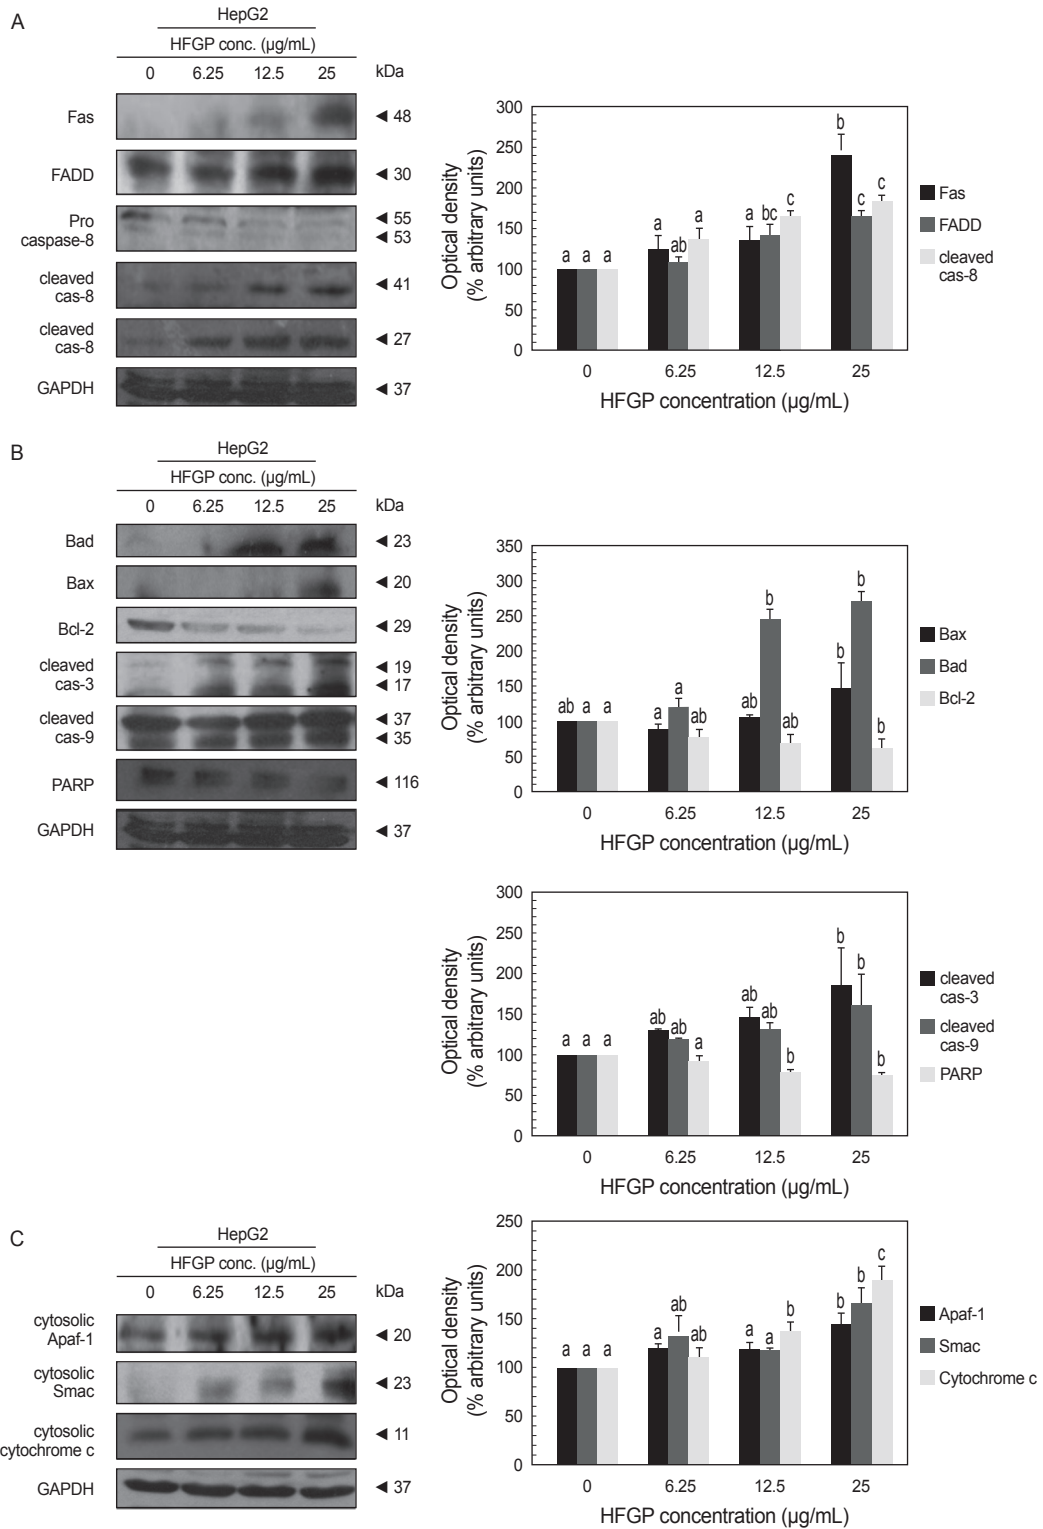 A
HepG2
HFGP conc. (µg/mL)
0 6.25 12.5 25 kDa
Fas ◄ 48
FADD ◄ 30
Pro
caspase-8
◄ 55
◄ 53
cleaved
cas-8
◄ 41
cleaved
cas-8
◄ 27
GAPDH ◄ 37
Optical density
(% arbitrary units)
300
250
200
150
100
50
0
a a a
a ab a
a bc c
b c c
0 6.25 12.5 25
HFGP concentration (µg/mL)
Fas
FADD
cleaved
cas-8
B
HepG2
HFGP conc. (µg/mL)
0 6.25 12.5 25 kDa
Bad ◄ 23
Bax ◄ 20
Bcl-2 ◄ 29
cleaved
cas-3
◄ 19
◄ 17
cleaved
cas-9
◄ 37
◄ 35
PARP ◄ 116
GAPDH ◄ 37
Optical density
(% arbitrary units)
350
300
250
200
150
100
50
0
ab a a
a a ab
ab b ab
b b b
0 6.25 12.5 25
HFGP concentration (µg/mL)
Bax
Bad
Bcl-2
Optical density
(% arbitrary units)
300
250
200
150
100
50
0
a a a
ab ab a
ab ab b
b b b
0 6.25 12.5 25
HFGP concentration (µg/mL)
cleaved
cas-3
cleaved
cas-9
PARP
C
HepG2
HFGP conc. (µg/mL)
0 6.25 12.5 25 kDa
cytosolic
Apaf-1
◄ 20
cytosolic
Smac
◄ 23
cytosolic
cytochrome c
◄ 11
GAPDH ◄ 37
Optical density
(% arbitrary units)
250
200
150
100
50
0
a a a
a ab ab
a a b
b b c
0 6.25 12.5 25
HFGP concentration (µg/mL)
Apaf-1
Smac
Cytochrome c